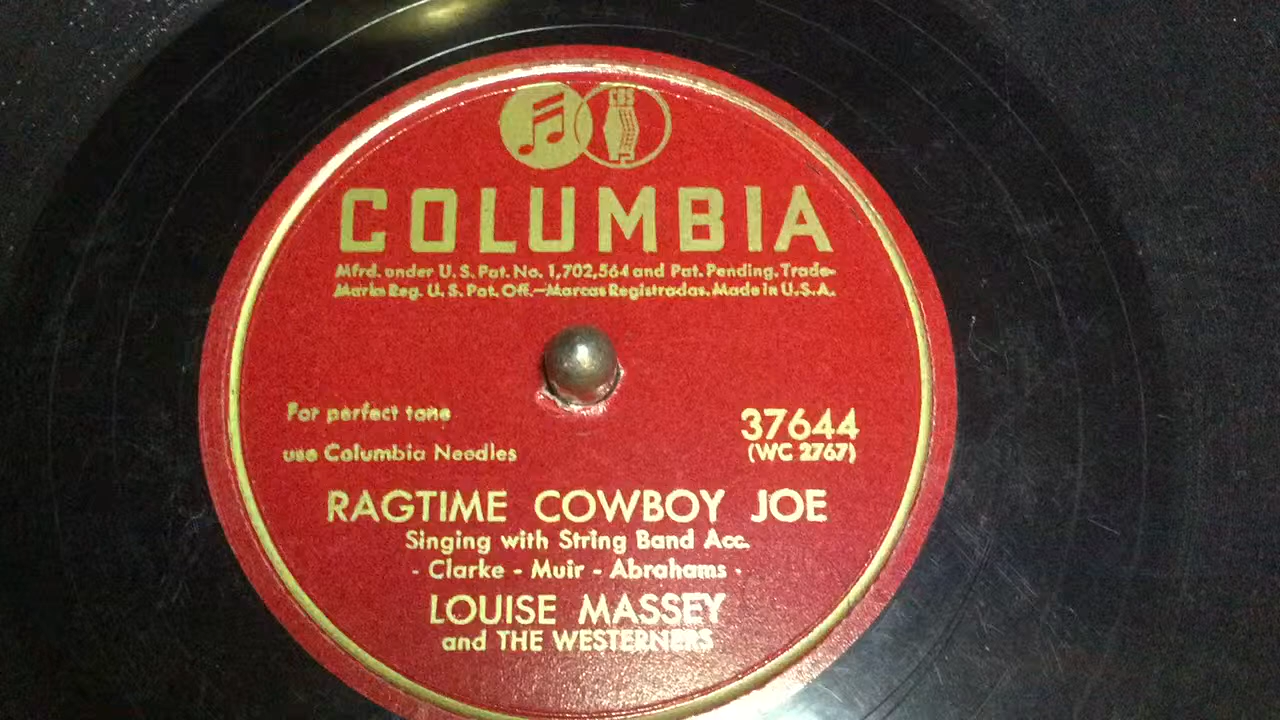 CBS
COLUMBIA
Mfrd. under U.S. Pat. No. 1,702,564 and Pat. Pending. Trade-
Marks Reg. U.S. Pat. Off.—Marcas Registradas. Made in U.S.A.
For perfect tone
use Columbia Needles
37644
(WC 2767)
RAGTIME COWBOY JOE
Singing with String Band Acc.
- Clarke - Muir - Abrahams -
LOUISE MASSEY
and THE WESTERNERS